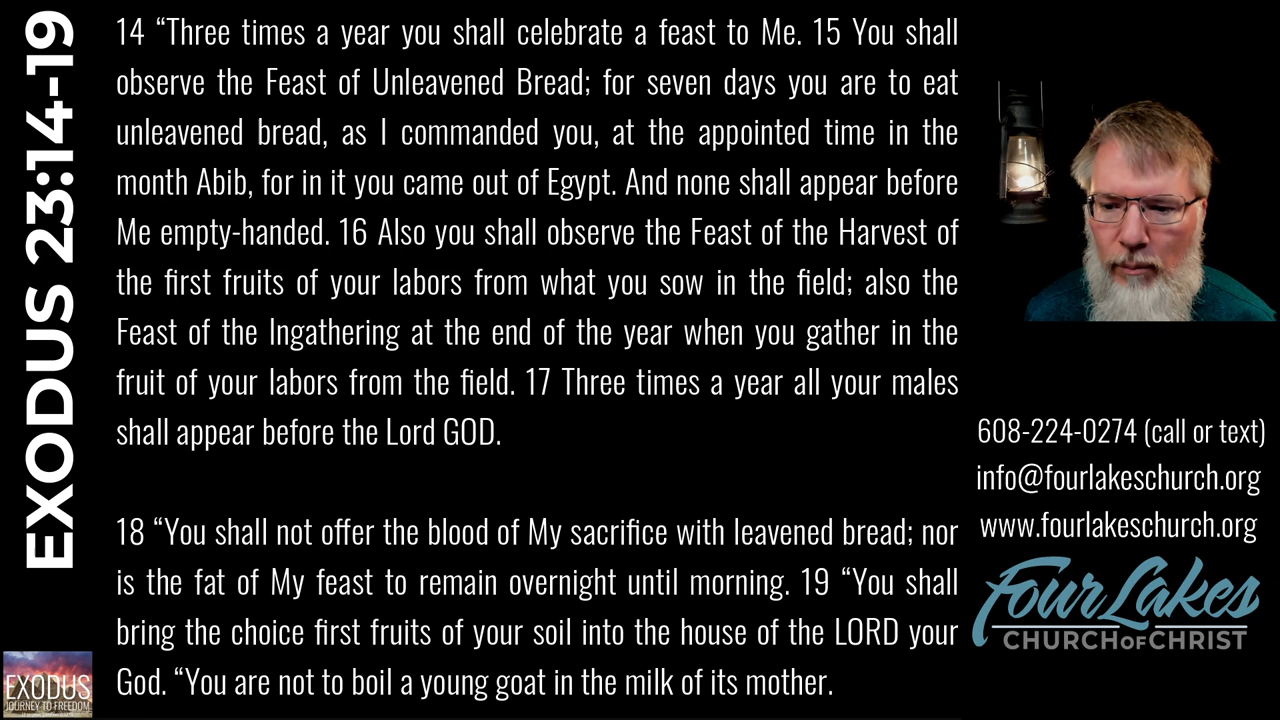 EXODUS 23:14-19
14 “Three times a year you shall celebrate a feast to Me. 15 You shall
observe the Feast of Unleavened Bread; for seven days you are to eat
unleavened bread, as I commanded you, at the appointed time in the
month Abib, for in it you came out of Egypt. And none shall appear before
Me empty-handed. 16 Also you shall observe the Feast of the Harvest of
the first fruits of your labors from what you sow in the field; also the
Feast of the Ingathering at the end of the year when you gather in the
fruit of your labors from the field. 17 Three times a year all your males
shall appear before the Lord GOD.
18 “You shall not offer the blood of My sacrifice with leavened bread; nor
is the fat of My feast to remain overnight until morning. 19 “You shall
bring the choice first fruits of your soil into the house of the LORD your
God. “You are not to boil a young goat in the milk of its mother.
608-224-0274 (call or text)
info@fourlakeschurch.org
www.fourlakeschurch.org
Four Lakes
CHURCH OF CHRIST
EXODUS
JOURNEY TO FREEDOM